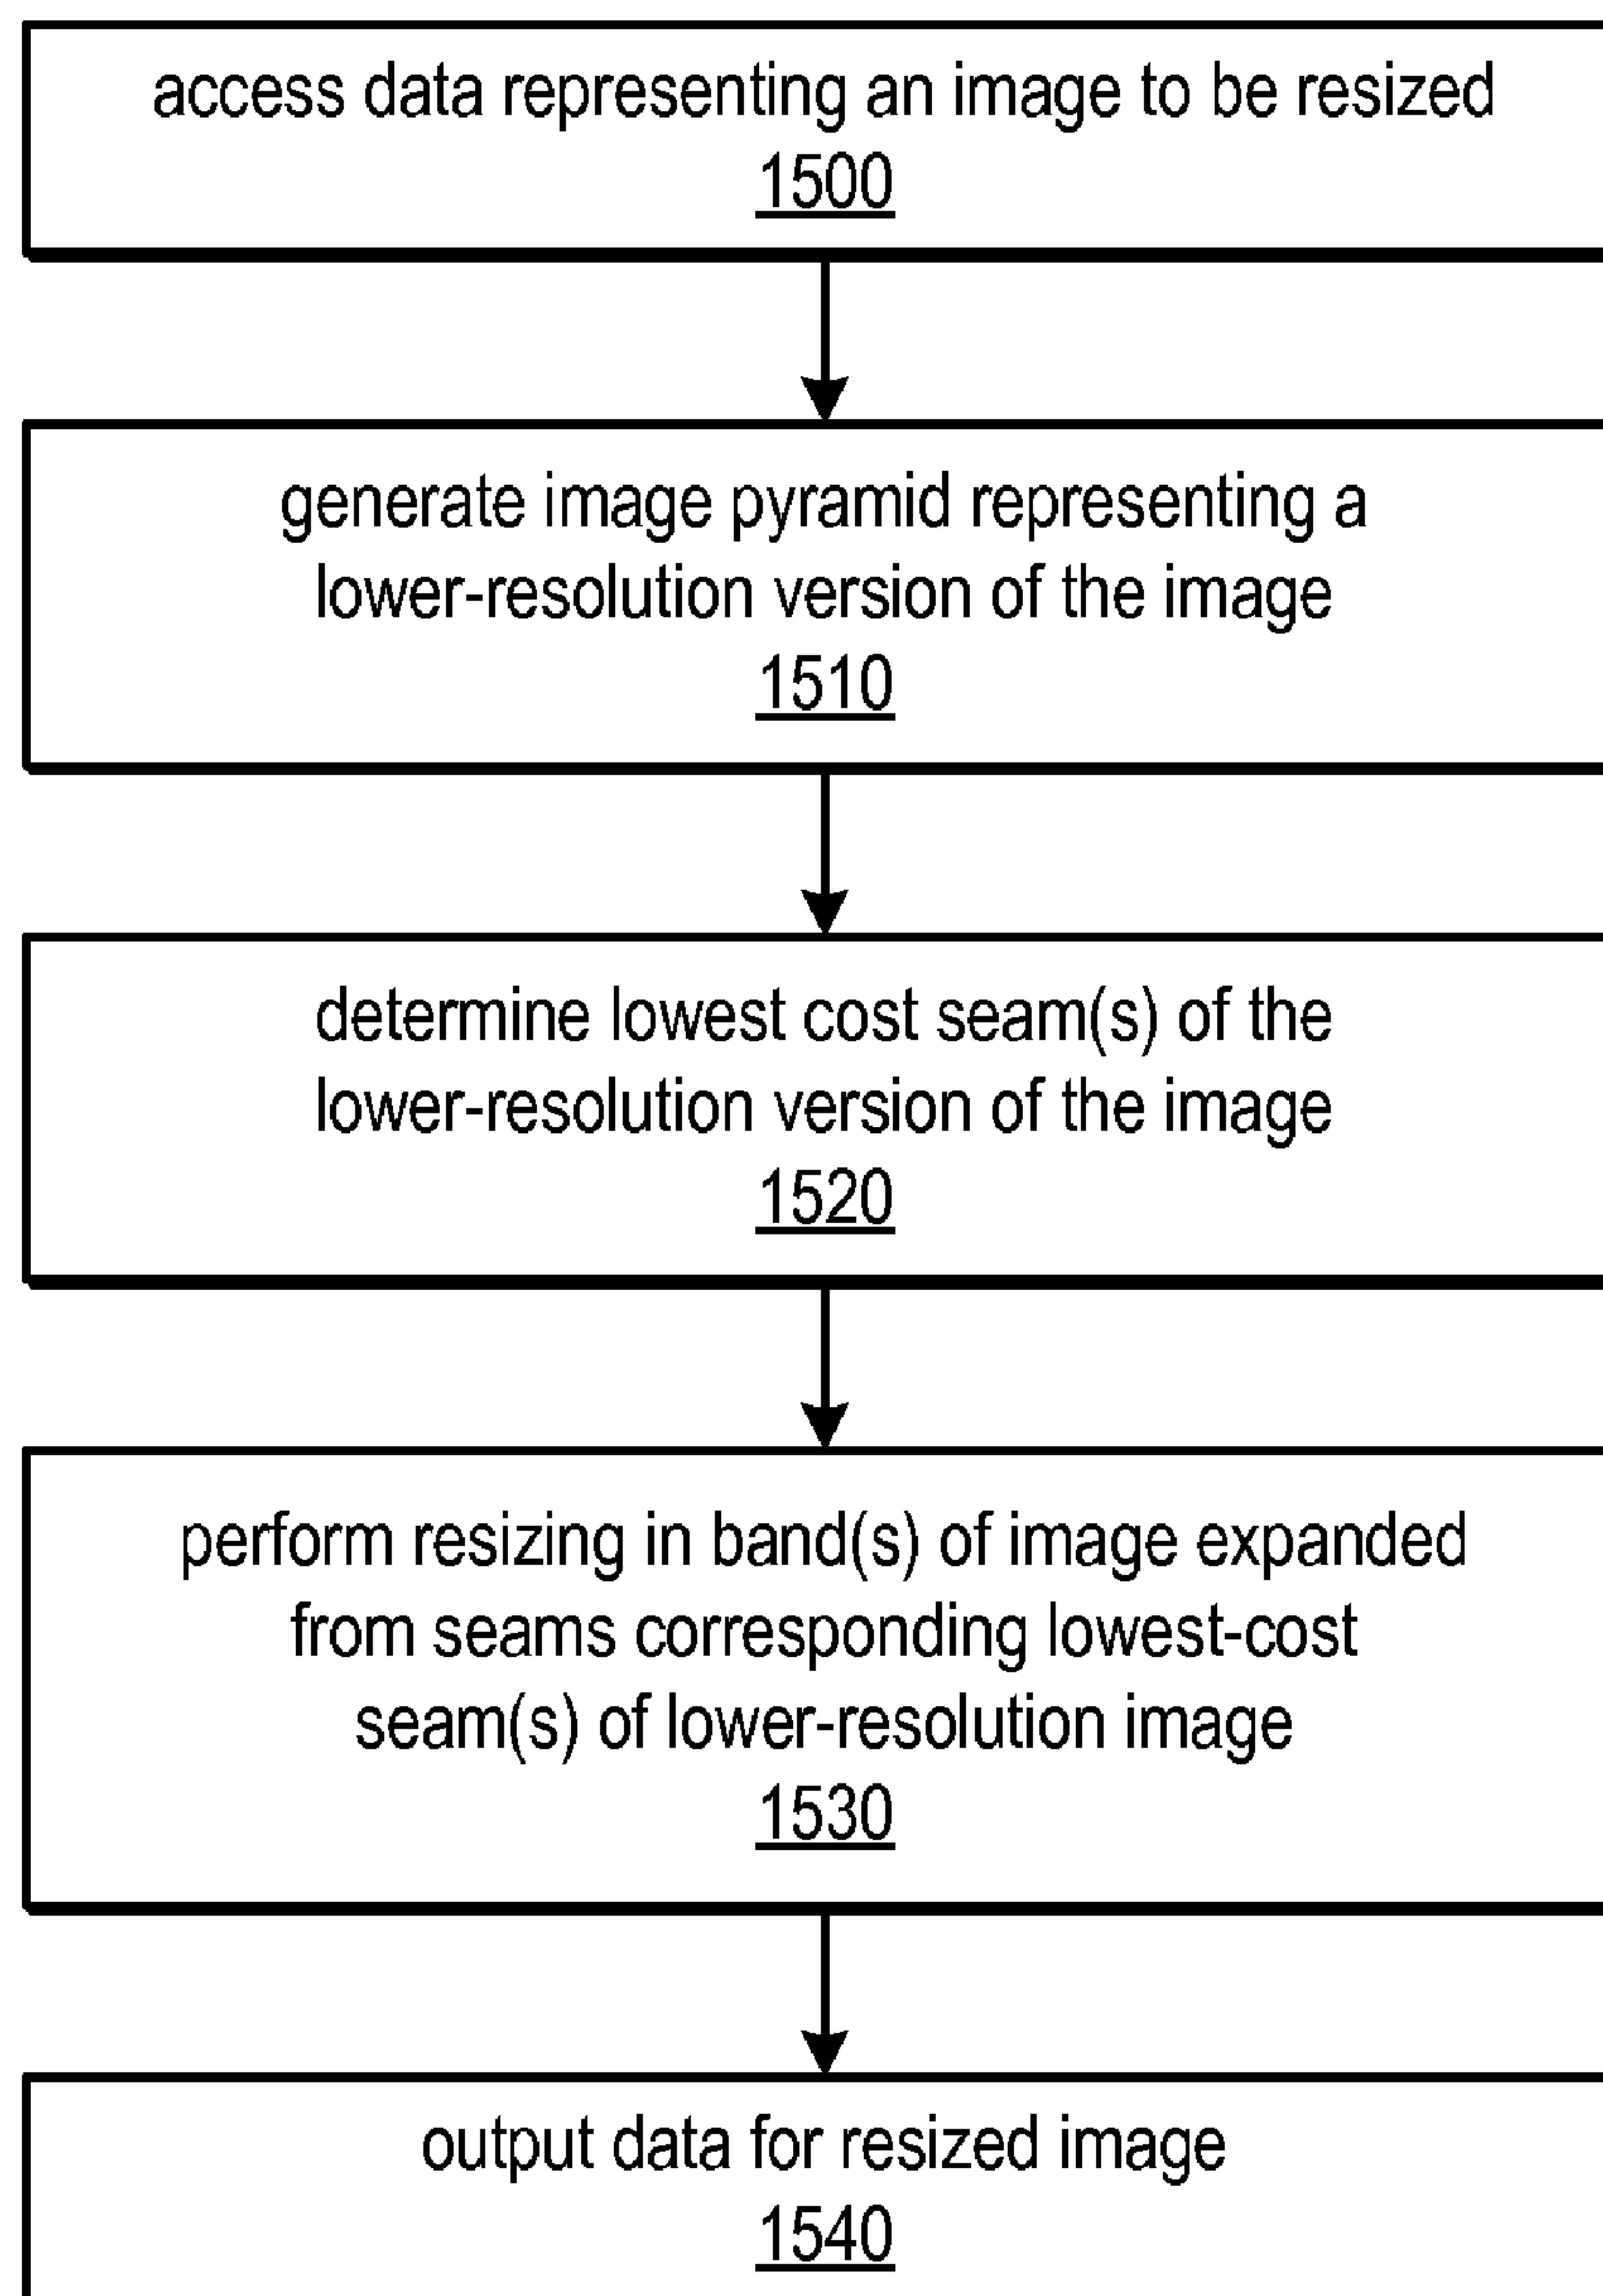 access data representing an image to be resized
1500
generate image pyramid representing a
lower-resolution version of the image
1510
determine lowest cost seam(s) of the
lower-resolution version of the image
1520
perform resizing in band(s) of image expanded
from seams corresponding lowest-cost
seam(s) of lower-resolution image
1530
output data for resized image
1540